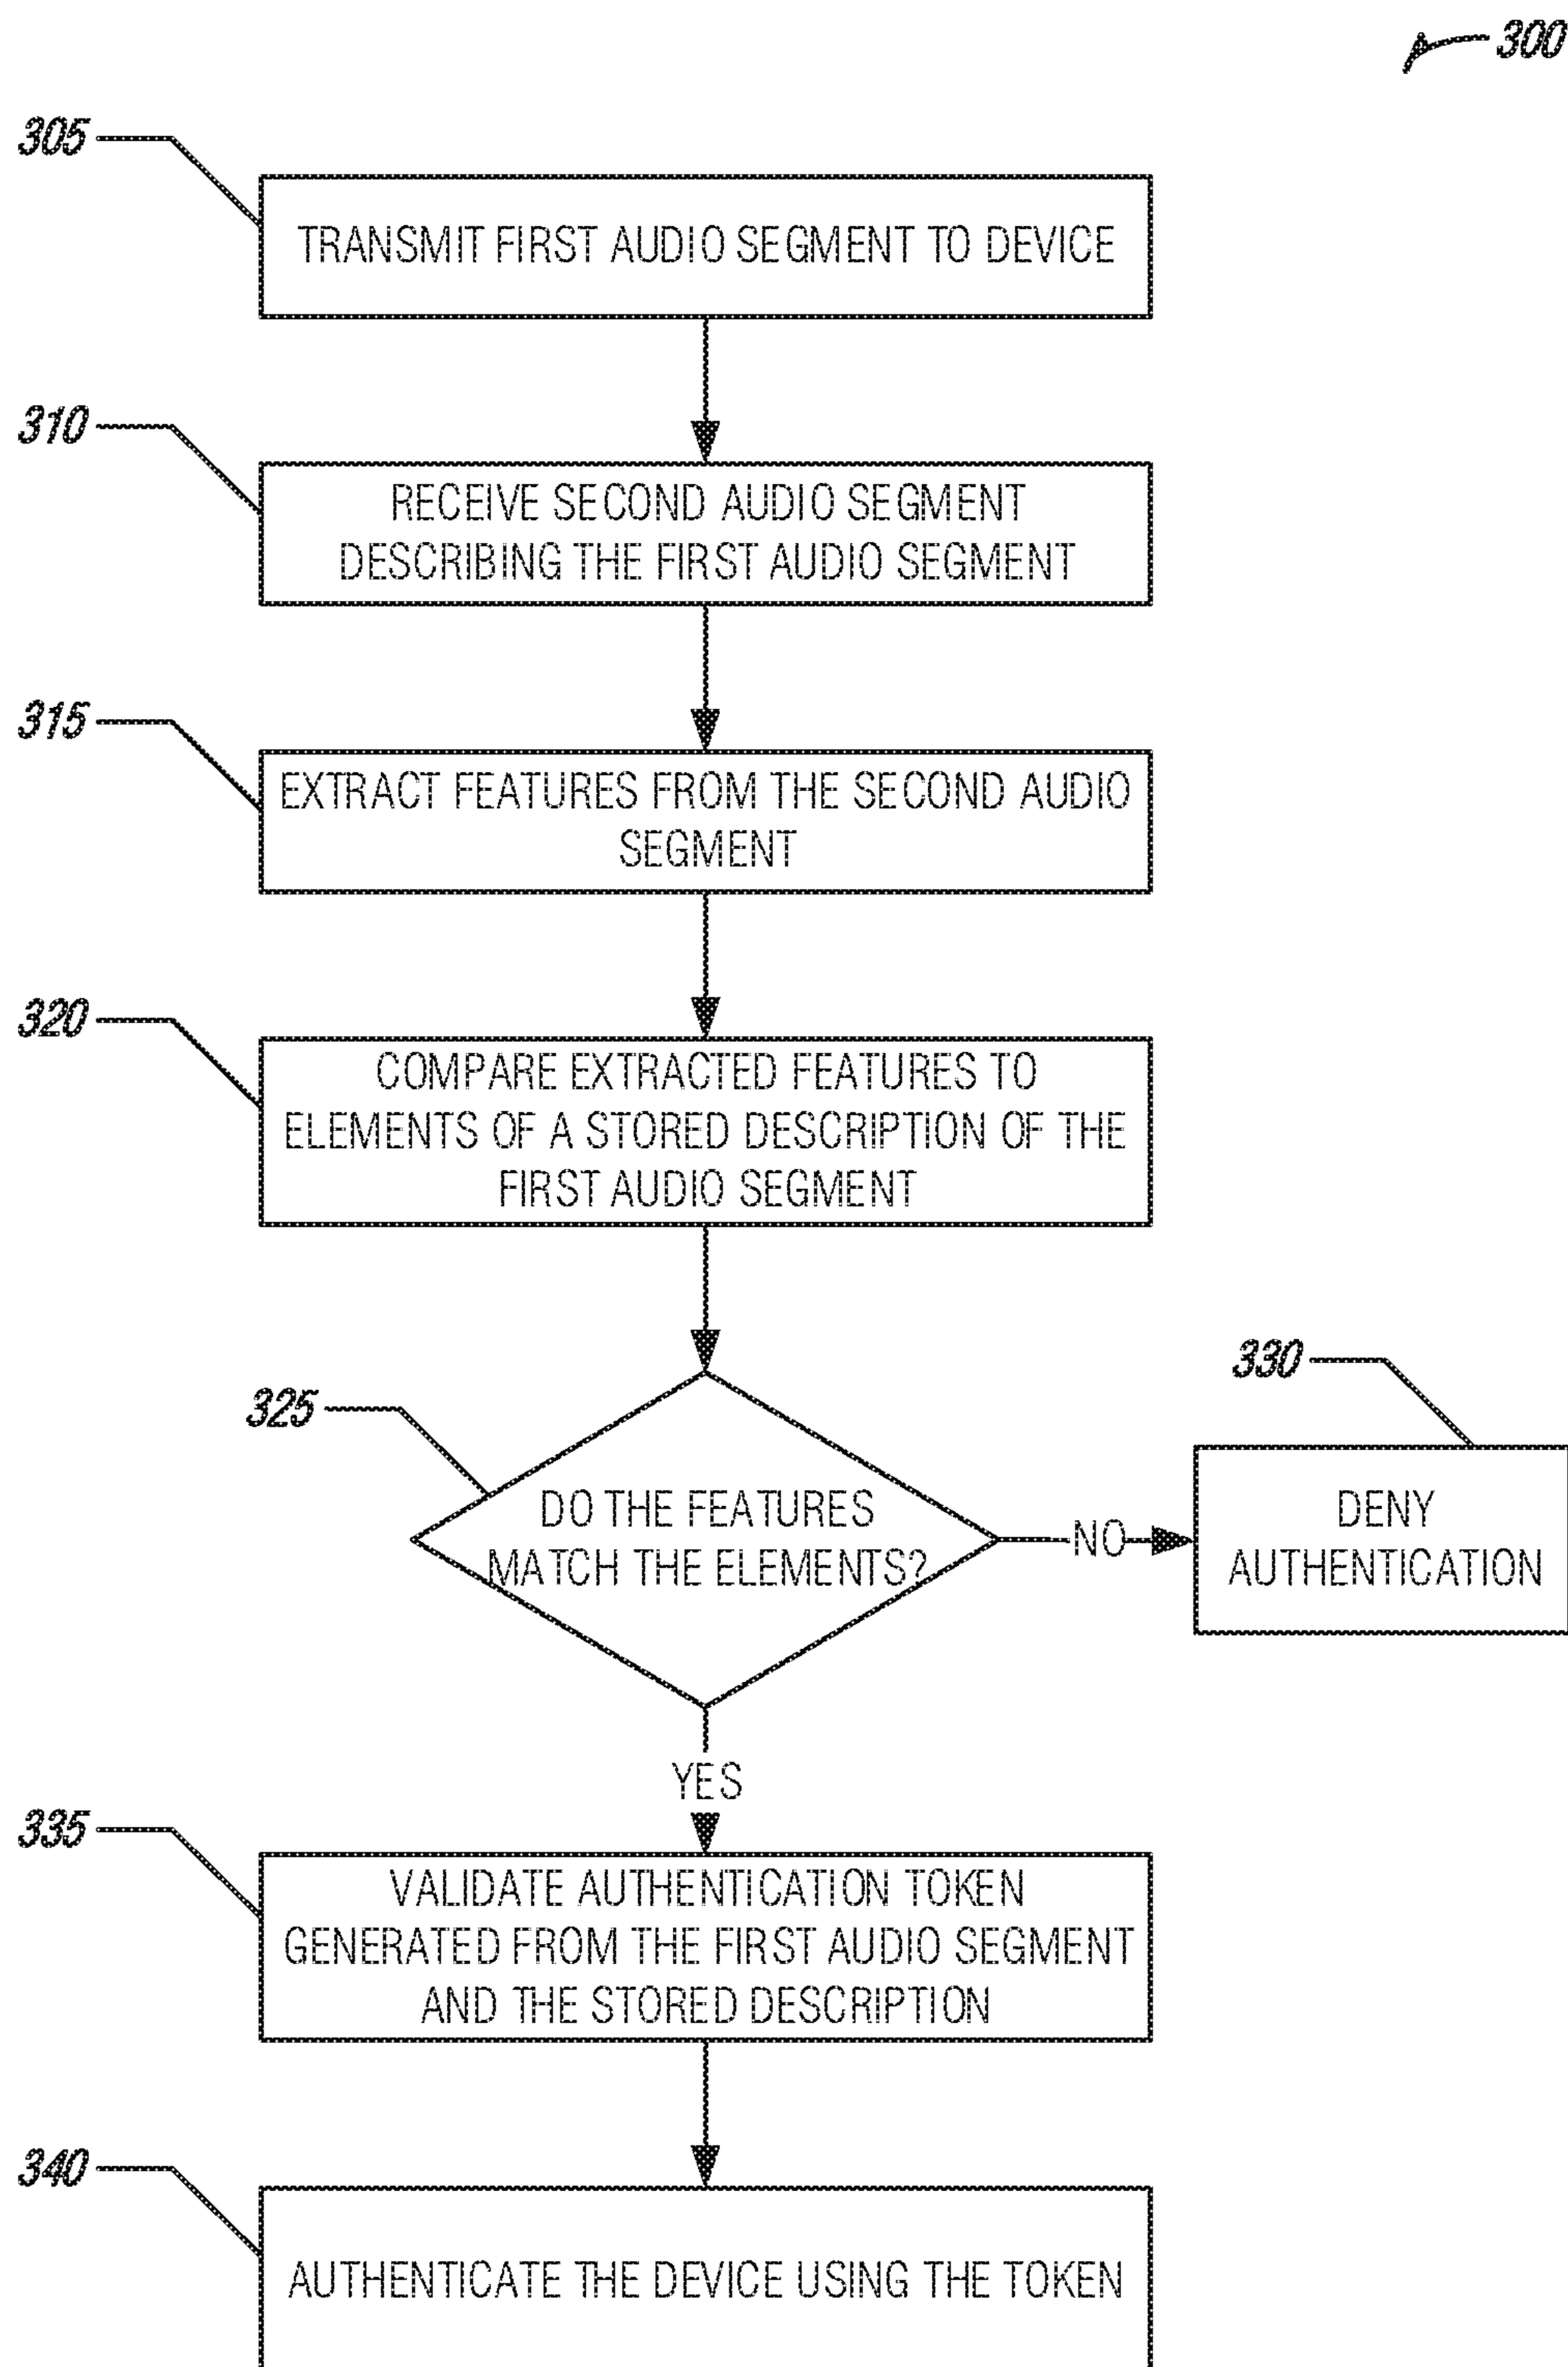 300
305
TRANSMIT FIRST AUDIO SEGMENT TO DEVICE
310
RECEIVE SECOND AUDIO SEGMENT
DESCRIBING THE FIRST AUDIO SEGMENT
315
EXTRACT FEATURES FROM THE SECOND AUDIO
SEGMENT
320
COMPARE EXTRACTED FEATURES TO
ELEMENTS OF A STORED DESCRIPTION OF THE
FIRST AUDIO SEGMENT
325
DO THE FEATURES
MATCH THE ELEMENTS?
NO
330
DENY
AUTHENTICATION
YES
335
VALIDATE AUTHENTICATION TOKEN
GENERATED FROM THE FIRST AUDIO SEGMENT
AND THE STORED DESCRIPTION
340
AUTHENTICATE THE DEVICE USING THE TOKEN